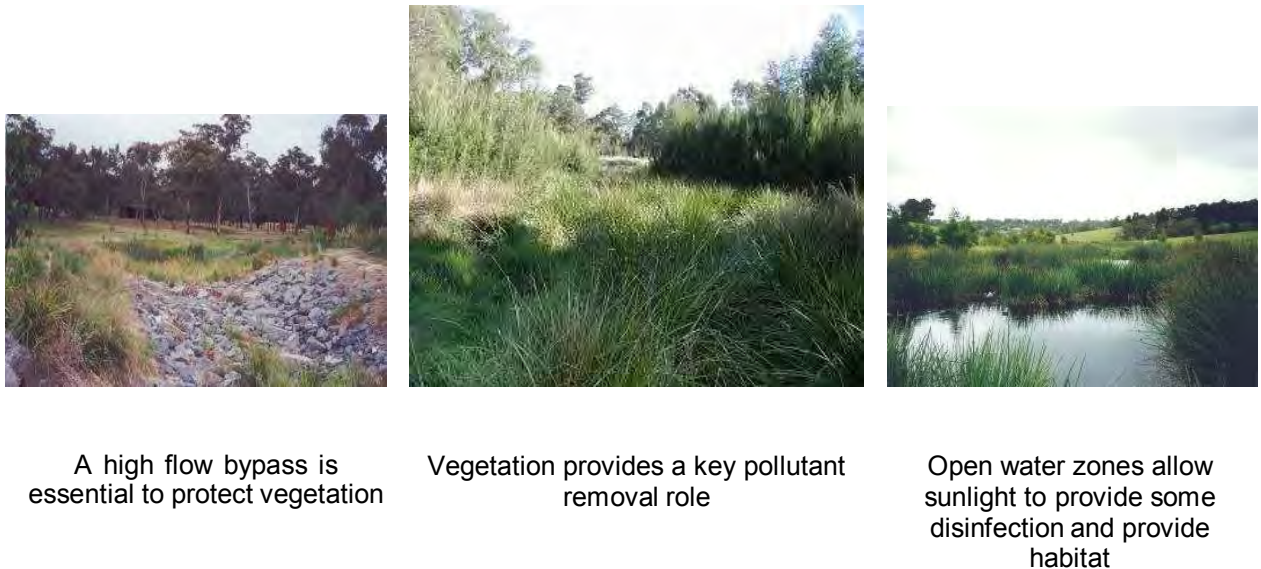 A high flow bypass is
essential to protect vegetation
Vegetation provides a key pollutant
removal role
Open water zones allow
sunlight to provide some
disinfection and provide
habitat